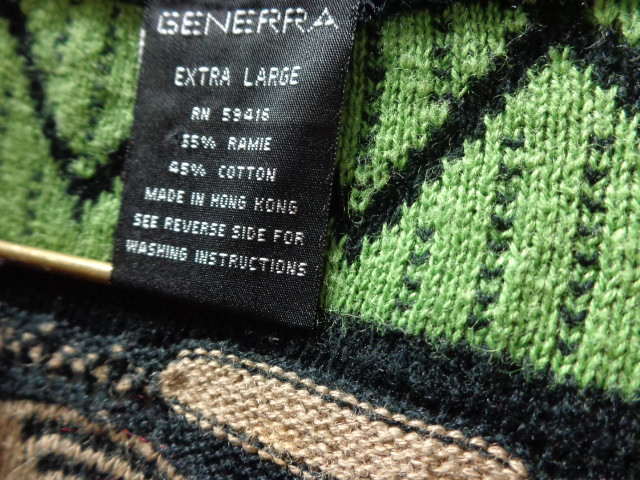 GENERRA
EXTRA LARGE
RN 59416
55% RAMIE
45% COTTON
MADE IN HONG KONG
SEE REVERSE SIDE FOR
WASHING INSTRUCTIONS